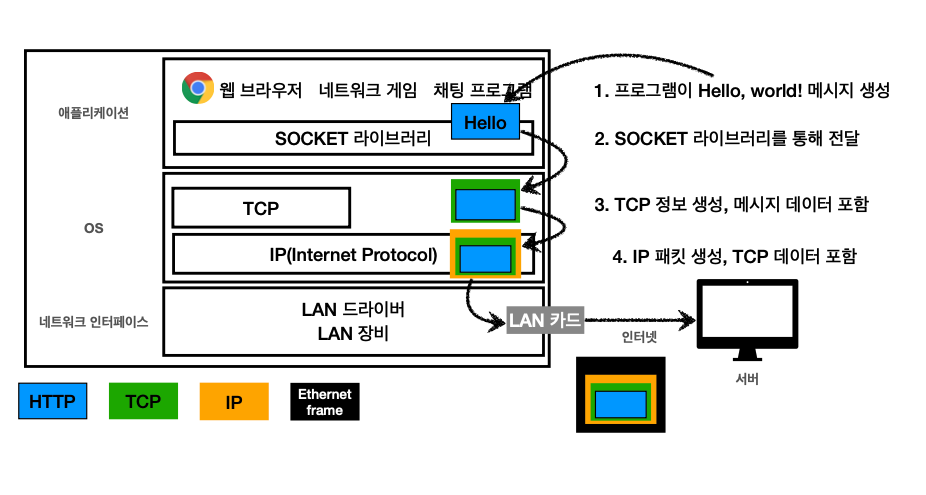 애플리케이션
웹 브라우저 네트워크 게임 채팅 프로그램
Hello
SOCKET 라이브러리
1. 프로그램이 Hello, world! 메시지 생성
2. SOCKET 라이브러리를 통해 전달
OS
TCP
IP(Internet Protocol)
3. TCP 정보 생성, 메시지 데이터 포함
4. IP 패킷 생성, TCP 데이터 포함
네트워크 인터페이스
LAN 드라이버
LAN 장비
LAN 카드
인터넷
서버
HTTP
TCP
IP
Ethernet
frame